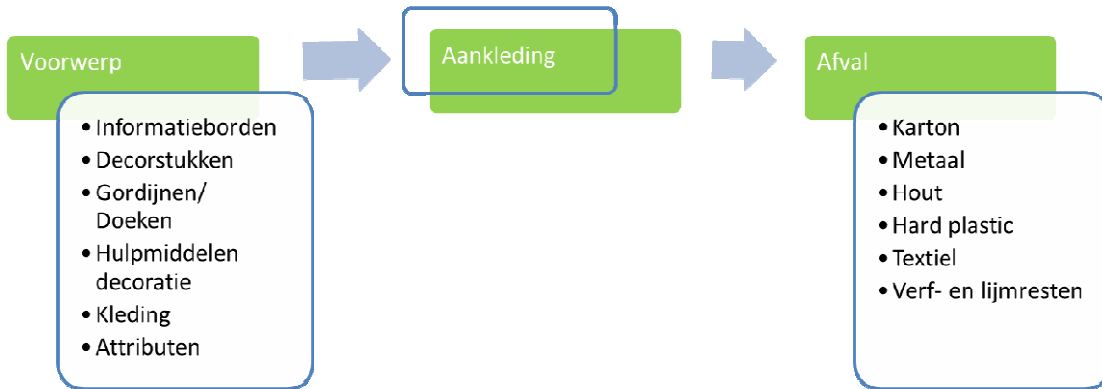 Voorwerp
• Informatieborden
• Decorstukken
• Gordijnen/
Doeken
• Hulpmiddelen
decoratie
• Kleding
• Attributen
Aankleding
Afval
• Karton
• Metaal
• Hout
• Hard plastic
• Textiel
• Verf- en lijmresten